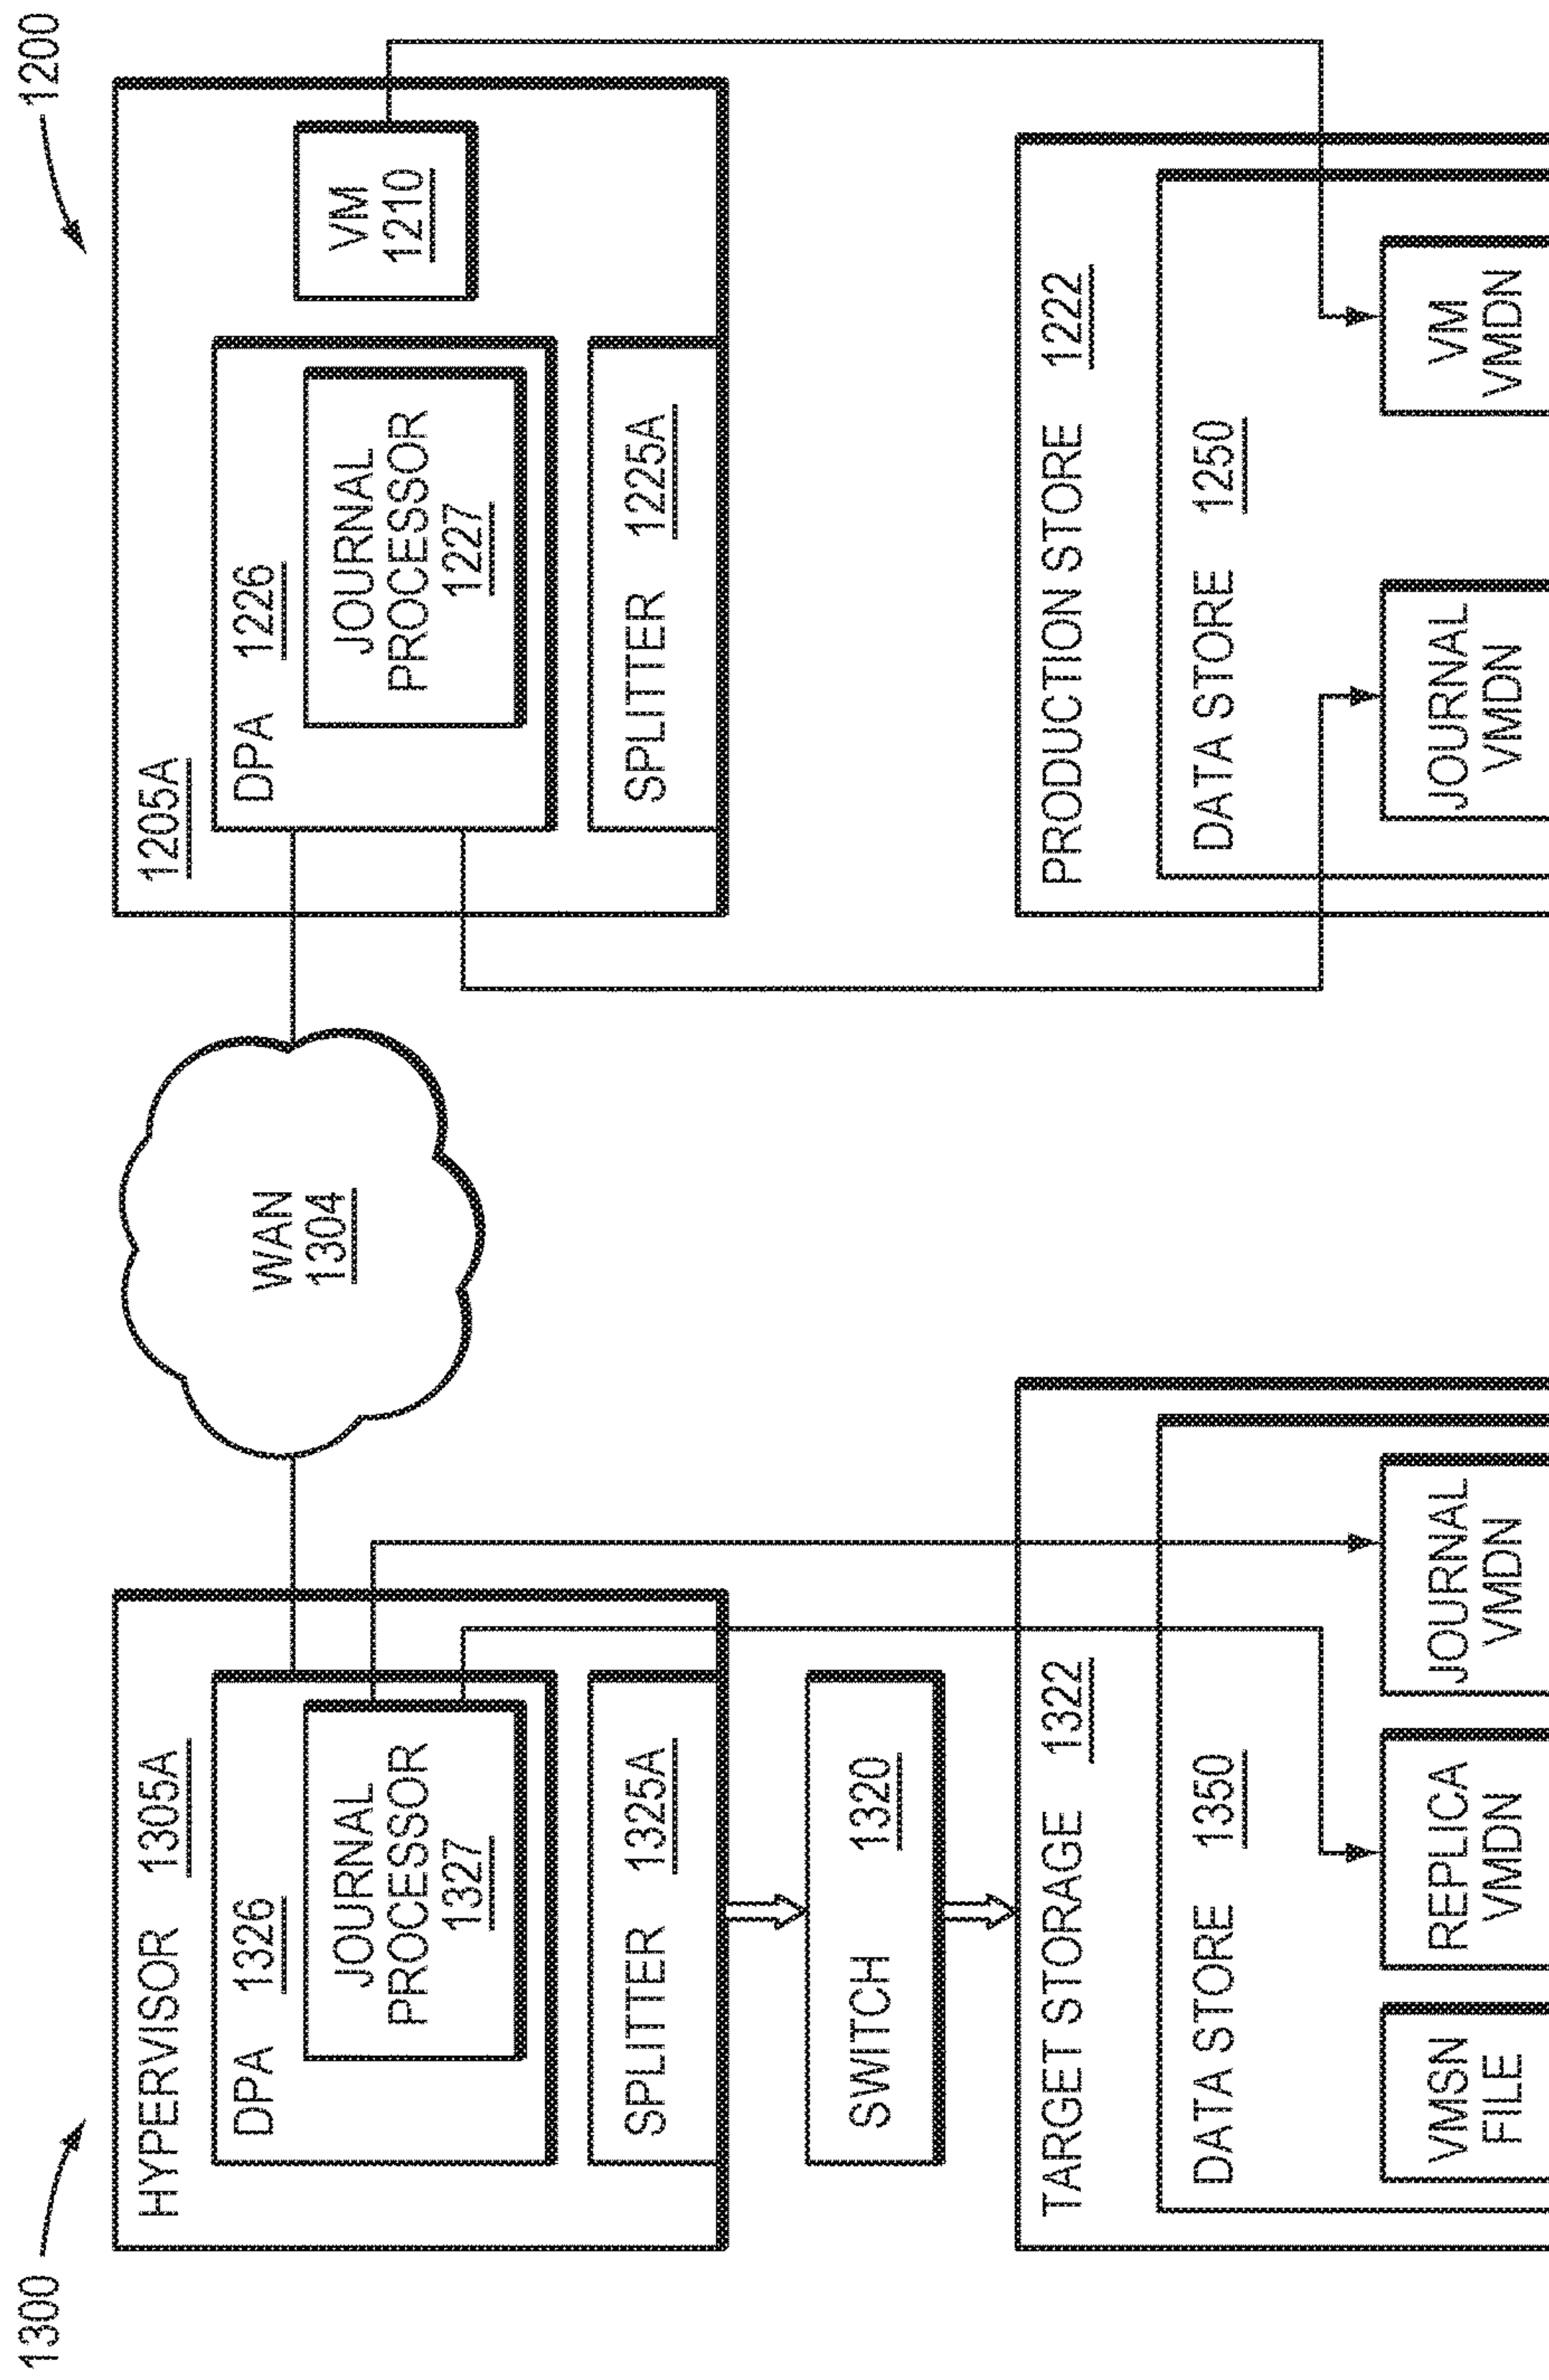 1300
HYPERVISOR 1305A
DPA 1326
JOURNAL
PROCESSOR
1327
SPLITTER 1325A
SWITCH 1320
TARGET STORAGE 1322
DATA STORE 1350
VMSN
FILE
REPLICA
VMDN
JOURNAL
VMDN
WAN
1304
1200
1205A
DPA 1226
JOURNAL
PROCESSOR
1227
VM
1210
SPLITTER 1225A
PRODUCTION STORE 1222
DATA STORE 1250
JOURNAL
VMDN
VM
VMDN